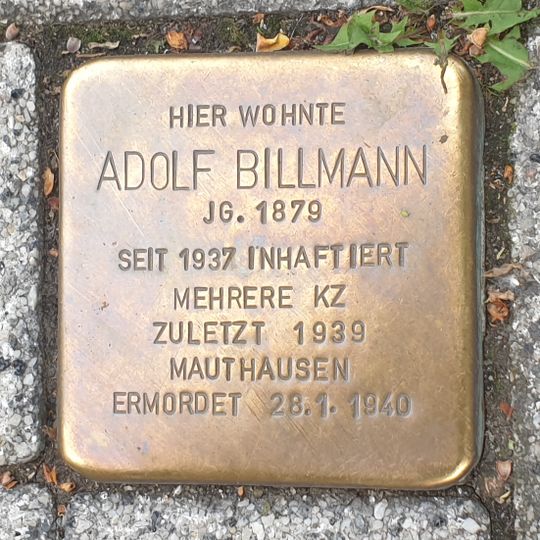 HIER WOHNTE
ADOLF BILLMANN
JG. 1879
SEIT 1937 INHAFTIERT
MEHRERE KZ
ZULETZT 1939
MAUTHAUSEN
ERMORDET 28.1.1940